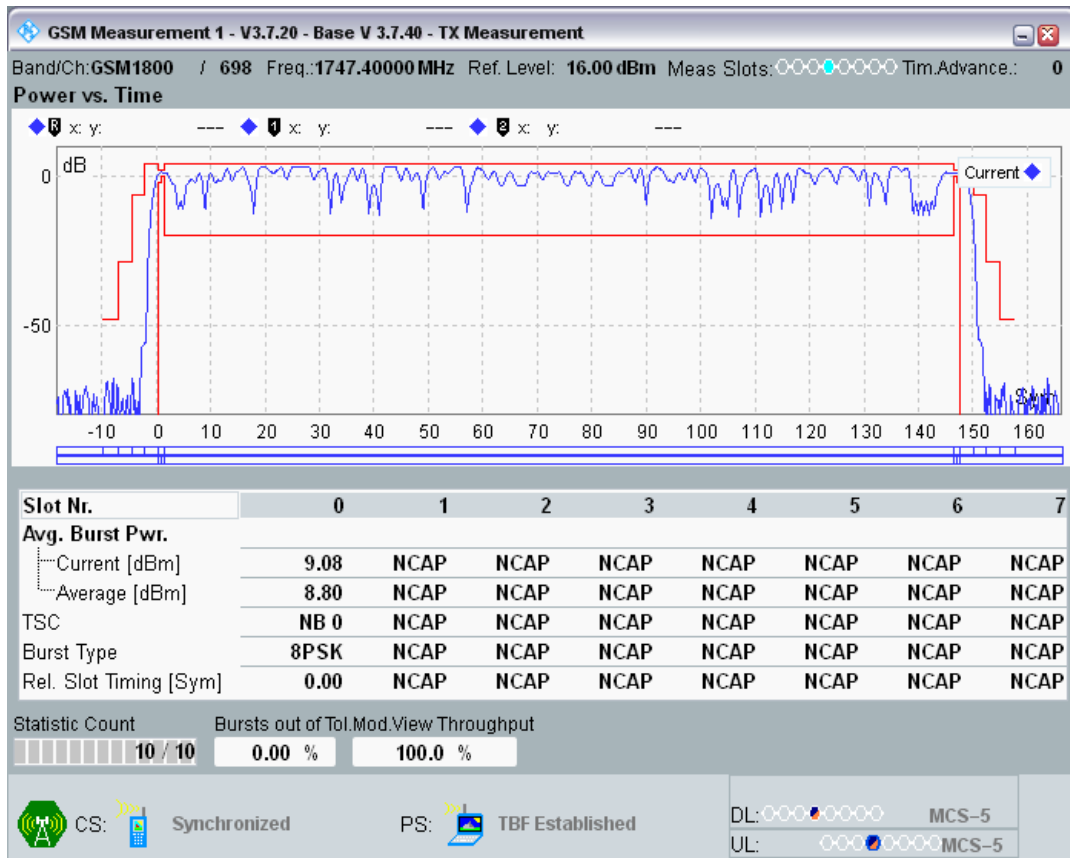 GSM Measurement 1 - V3.7.20 - Base V 3.7.40 - TX Measurement
Band/Ch:GSM1800 / 698 Freq.:1747.40000 MHz Ref. Level: 16.00 dBm Meas Slots: Tim.Advance.: 0
Power vs. Time
R x: y: --- 1 x: y: --- 2 x: y: ---
dB
Current
0
-50
Sym
-10 0 10 20 30 40 50 60 70 80 90 100 110 120 130 140 150 160
Slot Nr. 0 1 2 3 4 5 6 7
Avg. Burst Pwr.
Current [dBm] 9.08 NCAP NCAP NCAP NCAP NCAP NCAP NCAP
Average [dBm] 8.80 NCAP NCAP NCAP NCAP NCAP NCAP NCAP
TSC NB 0 NCAP NCAP NCAP NCAP NCAP NCAP NCAP
Burst Type 8PSK NCAP NCAP NCAP NCAP NCAP NCAP NCAP
Rel. Slot Timing [Sym] 0.00 NCAP NCAP NCAP NCAP NCAP NCAP NCAP
Statistic Count Bursts out of Tol. Mod.View Throughput
10 / 10 0.00 % 100.0 %
CS: Synchronized PS: TBF Established DL: MCS-5
UL: MCS-5